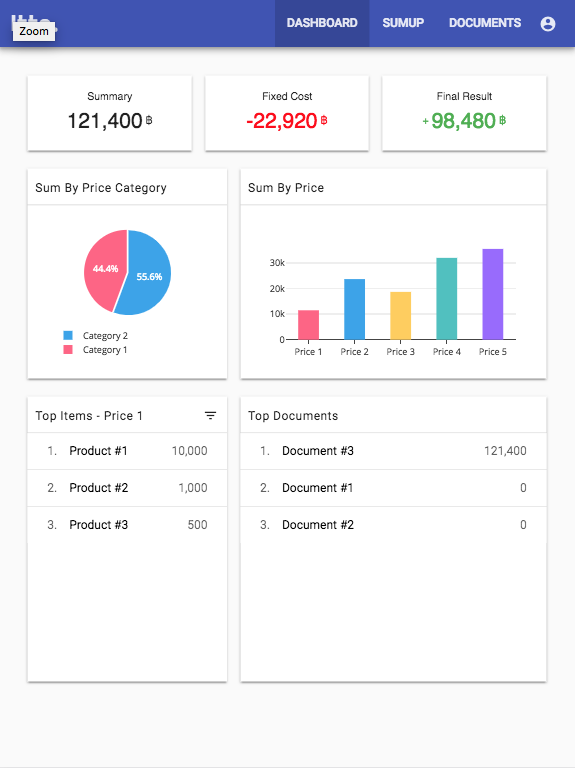 Zoom
DASHBOARD SUMUP DOCUMENTS
Summary Fixed Cost Final Result
121,400 ฿ -22,920 ฿ + 98,480 ฿
Sum By Price Category
44.4% 55.6%
Category 2
Category 1
Sum By Price
30k
20k
10k
0
Price 1 Price 2 Price 3 Price 4 Price 5
Top Items - Price 1
1. Product #1 10,000
2. Product #2 1,000
3. Product #3 500
Top Documents
1. Document #3 121,400
2. Document #1 0
3. Document #2 0